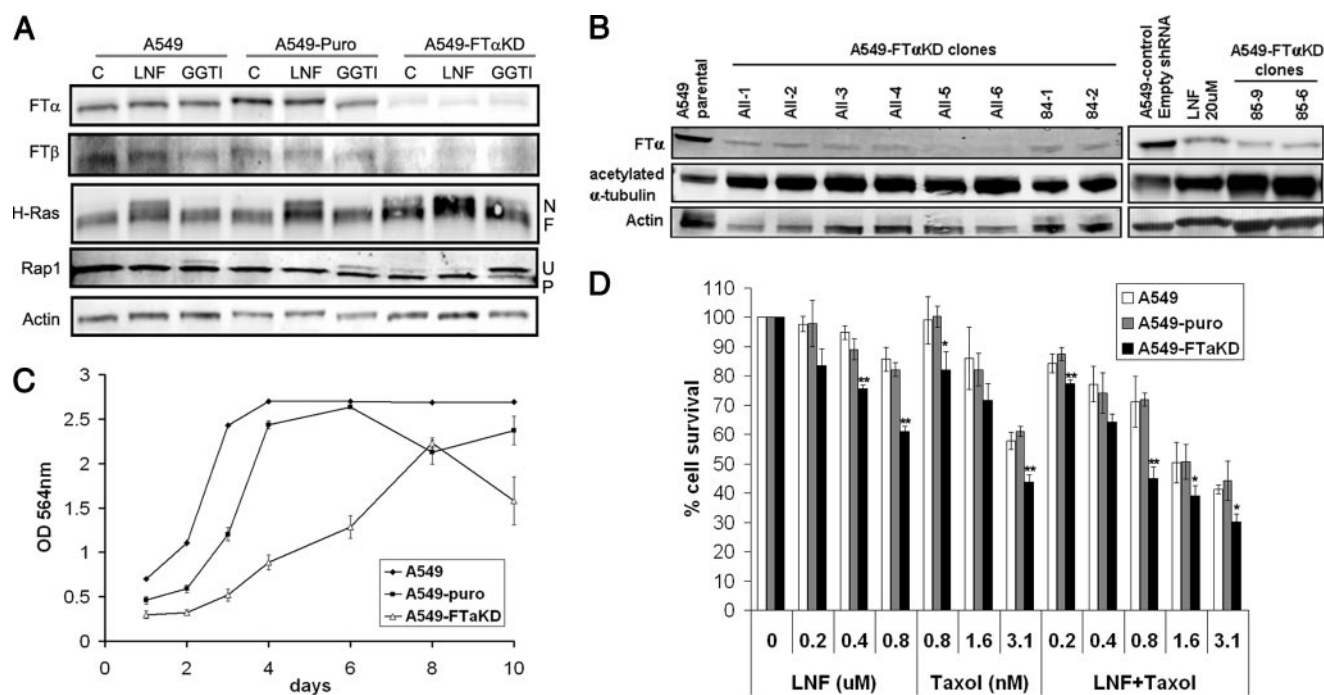 A
A549 A549-Puro A549-FTαKD
C LNF GGTI C LNF GGTI C LNF GGTI
FTα
FTβ
H-Ras N
F
Rap1 U
P
Actin
B
A549-FTαKD clones
A549 parental
All-1
All-2
All-3
All-4
All-5
All-6
84-1
84-2
A549-control Empty shRNA
LNF 20uM
A549-FTαKD clones
85-9
85-6
FTα
acetylated
α-tubulin
Actin
C
OD 564nm
3
2.5
2
1.5
1
0.5
0
0 2 4 6 8 10
days
A549
A549-puro
A549-FTaKD
D
% cell survival
110
100
90
80
70
60
50
40
30
20
10
0
A549
A549-puro
A549-FTaKD
** ** * ** ** ** * *
0 0.2 0.4 0.8 0.8 1.6 3.1 0.2 0.4 0.8 1.6 3.1
LNF (uM) Taxol (nM) LNF+Taxol